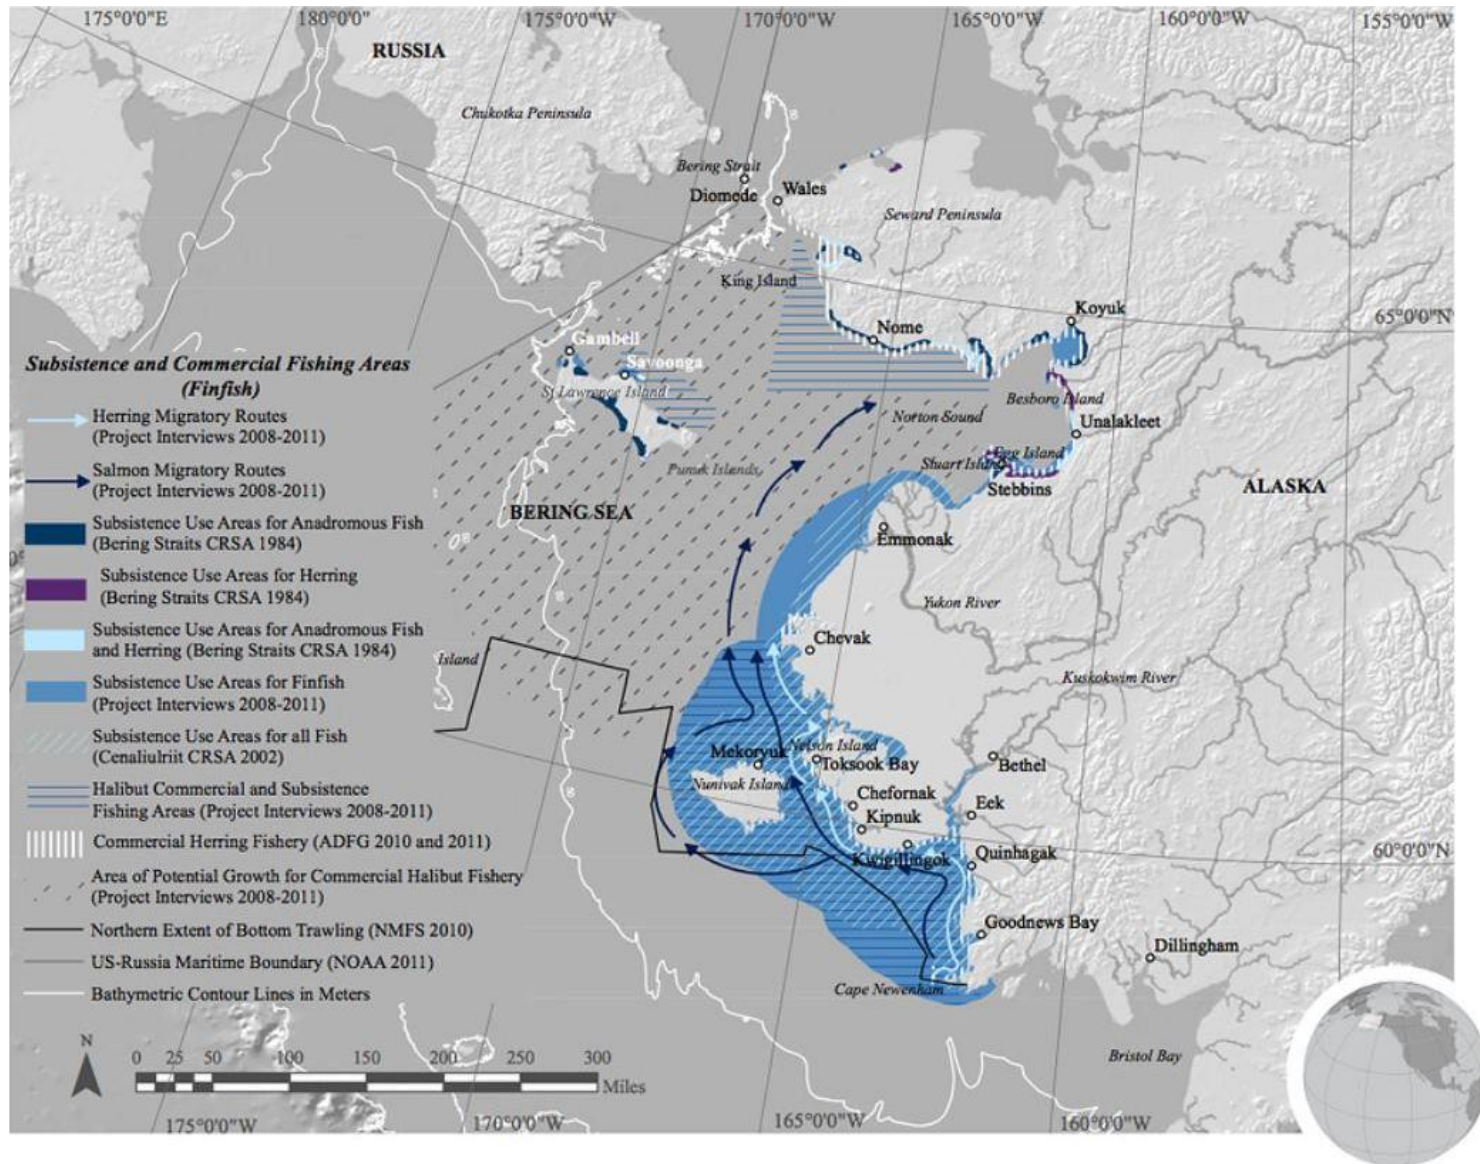 175°0'0"E
180°0'0"
175°0'0"W
170°0'0"W
165°0'0"W
160°0'0"W
155°0'0"W
RUSSIA
Chukotka Peninsula
Bering Strait
Diomede
Wales
Seward Peninsula
King Island
Koyuk
65°0'0"N
Nome
Gambell
Savoonga
St Lawrence Island
Besboro Island
Norton Sound
Unalakleet
Egg Island
Stuart Island
Punuk Islands
Stebbins
ALASKA
BERING SEA
Emmonak
Yukon River
Chevak
Island
Kuskokwim River
Nelson Island
Mekoryuk
Toksook Bay
Bethel
Nunivak Island
Chefornak
Eek
Kipnuk
Kwigillingok
Quinhagak
60°0'0"N
Goodnews Bay
Dillingham
Cape Newenham
Bristol Bay
Subsistence and Commercial Fishing Areas
(Finfish)
Herring Migratory Routes
(Project Interviews 2008-2011)
Salmon Migratory Routes
(Project Interviews 2008-2011)
Subsistence Use Areas for Anadromous Fish
(Bering Straits CRSA 1984)
Subsistence Use Areas for Herring
(Bering Straits CRSA 1984)
Subsistence Use Areas for Anadromous Fish
and Herring (Bering Straits CRSA 1984)
Subsistence Use Areas for Finfish
(Project Interviews 2008-2011)
Subsistence Use Areas for all Fish
(Cenaliulriit CRSA 2002)
Halibut Commercial and Subsistence
Fishing Areas (Project Interviews 2008-2011)
Commercial Herring Fishery (ADFG 2010 and 2011)
Area of Potential Growth for Commercial Halibut Fishery
(Project Interviews 2008-2011)
Northern Extent of Bottom Trawling (NMFS 2010)
US-Russia Maritime Boundary (NOAA 2011)
Bathymetric Contour Lines in Meters
N
0 25 50 100 150 200 250 300
Miles
175°0'0"W
170°0'0"W
165°0'0"W
160°0'0"W